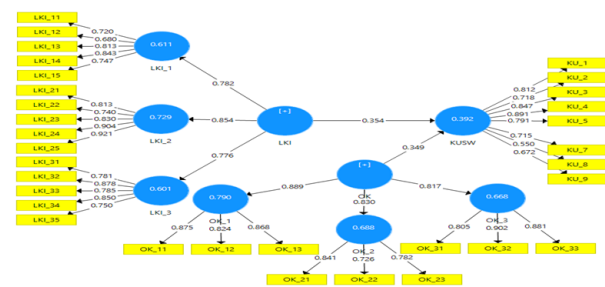 LKI_11
LKI_12
LKI_13
LKI_14
LKI_15
0.720
0.680
0.813
0.843
0.747
0.611
LKI_1
LKI_21
LKI_22
LKI_23
LKI_24
LKI_25
0.813
0.740
0.830
0.904
0.921
0.729
LKI_2
LKI_31
LKI_32
LKI_33
LKI_34
LKI_35
0.781
0.878
0.785
0.850
0.750
0.601
LKI_3
0.782
0.854
0.776
[+]
LKI
0.354
0.392
KUSW
0.812
0.718
0.847
0.891
0.791
0.715
0.550
0.672
KU_1
KU_2
KU_3
KU_4
KU_5
KU_7
KU_8
KU_9
0.349
[+]
OK
0.889
0.830
0.817
0.790
OK_1
0.875
0.824
0.868
OK_11
OK_12
OK_13
0.688
OK_2
0.841
0.726
0.782
OK_21
OK_22
OK_23
0.668
OK_3
0.805
0.902
0.881
OK_31
OK_32
OK_33